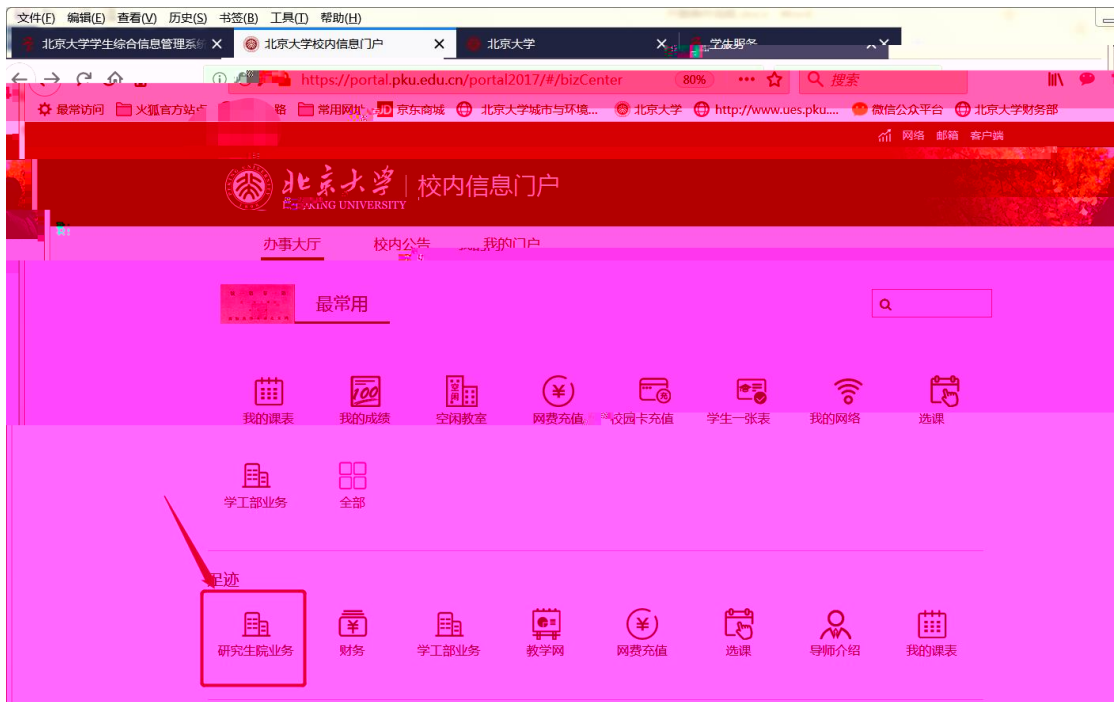 文件(F) 编辑(E) 查看(V) 历史(S) 书签(B) 工具(T) 帮助(H)
北京大学学生综合信息管理系统 × 北京大学校内信息门户 × 北京大学 × 学生服务 ×
https://portal.pku.edu.cn/portal2017/#/bizCenter 80% ••• 搜索
最常访问 火狐官方站点 常用网址 JD 京东商城 北京大学城市与环境... 北京大学 http://www.ues.pku.... 微信公众平台 北京大学财务部
网络 邮箱 客户端
北京大学 校内信息门户
PEKING UNIVERSITY
办事大厅 校内公告 我的门户
最常用
我的课表 我的成绩 空闲教室 网费充值 校园卡充值 学生一张表 我的网络 选课
学工部业务 全部
足迹
研究生院业务 财务 学工部业务 教学网 网费充值 选课 导师介绍 我的课表